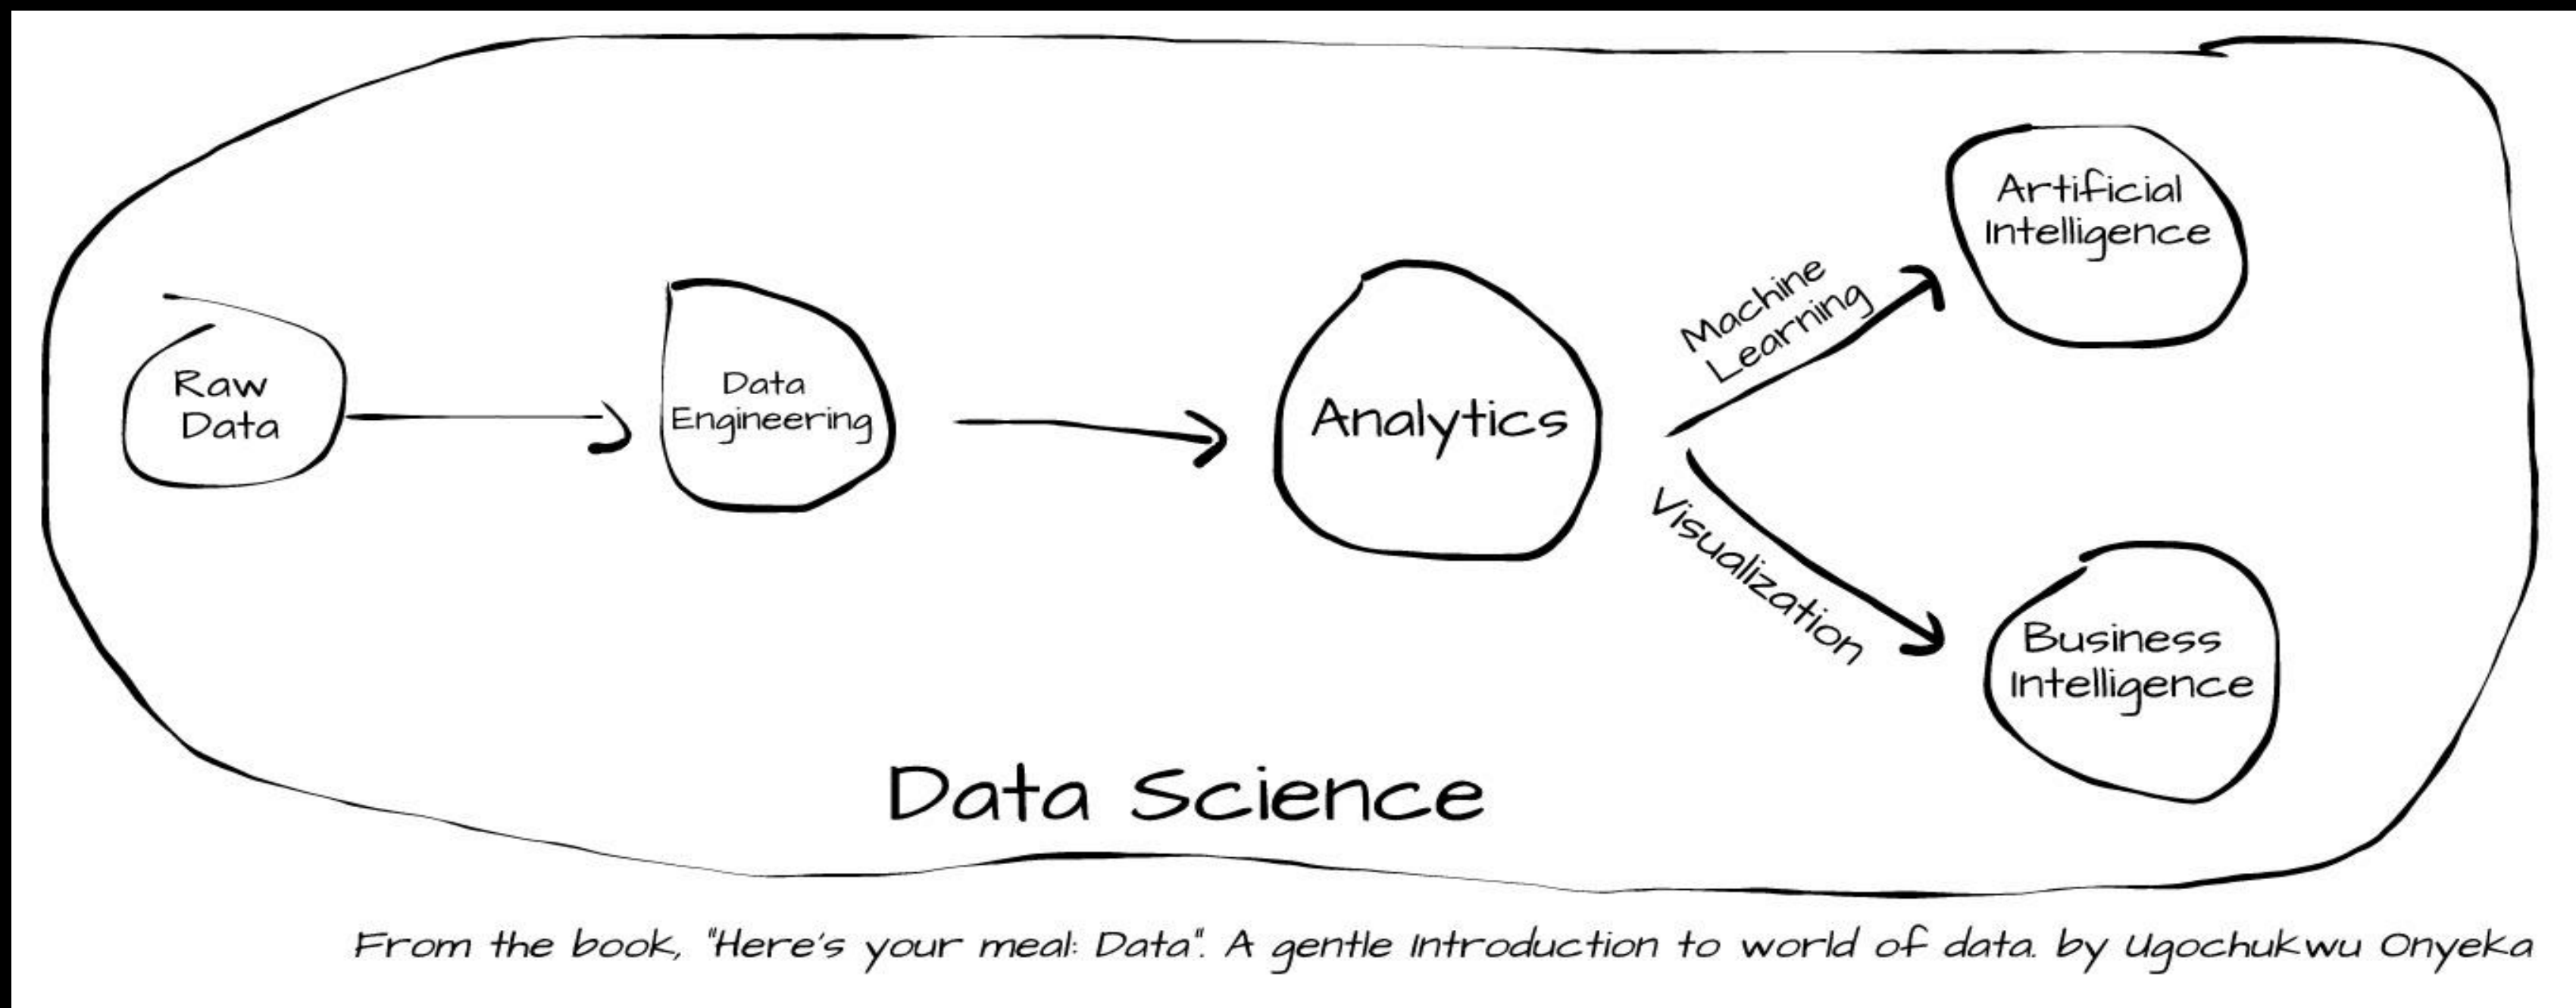 Raw
Data
Data
Engineering
Analytics
Machine
Learning
Artificial
Intelligence
Visualization
Business
Intelligence
Data Science
From the book, "Here's your meal: Data". A gentle Introduction to world of data. by Ugochukwu Onyeka